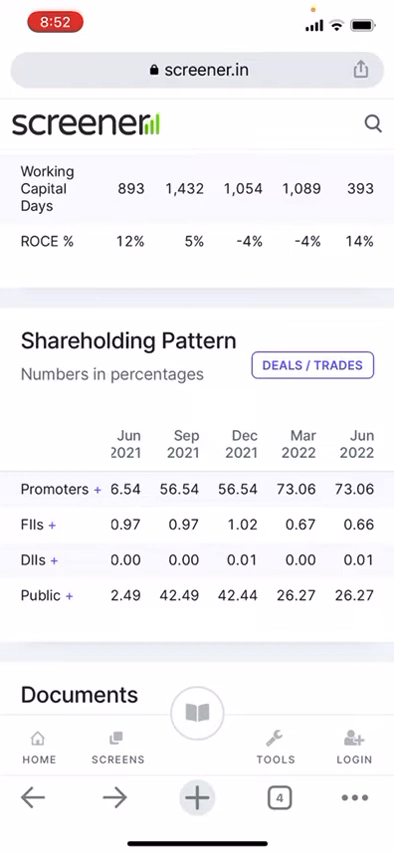 8:52
screener.in
screener
Working
Capital
Days
893 1,432 1,054 1,089 393
ROCE % 12% 5% -4% -4% 14%
Shareholding Pattern
Numbers in percentages
DEALS / TRADES
Jun Sep Dec Mar Jun
2021 2021 2021 2022 2022
Promoters + 6.54 56.54 56.54 73.06 73.06
FIIs + 0.97 0.97 1.02 0.67 0.66
DIIs + 0.00 0.00 0.01 0.00 0.01
Public + 2.49 42.49 42.44 26.27 26.27
Documents
HOME SCREENS TOOLS LOGIN
4